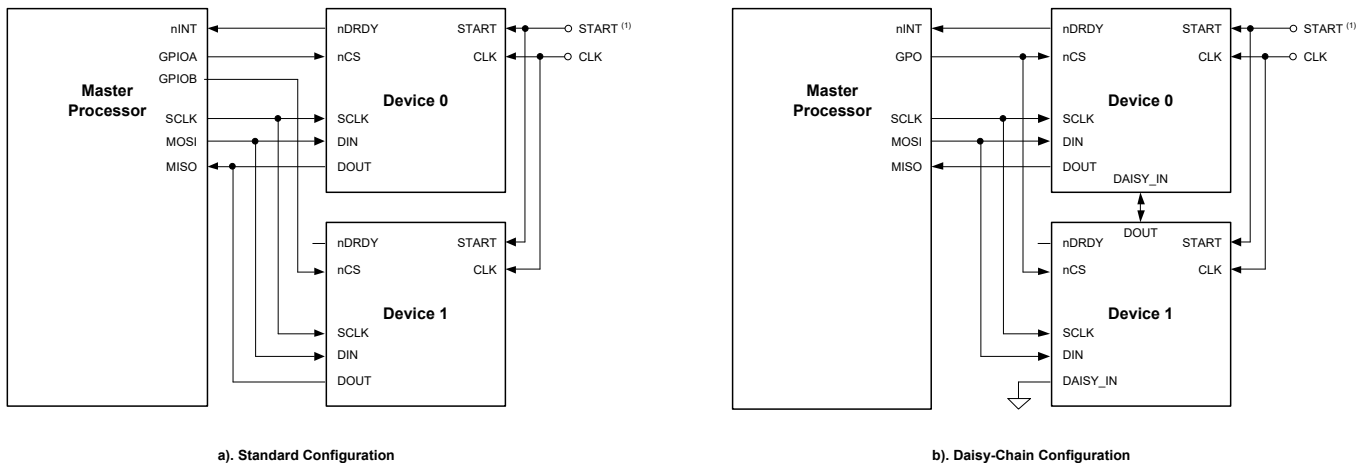 nINT
GPIOA
GPIOB
Master
Processor
SCLK
MOSI
MISO
nDRDY
START
nCS
CLK
Device 0
SCLK
DIN
DOUT
START (1)
CLK
nDRDY
START
nCS
CLK
Device 1
SCLK
DIN
DOUT
a). Standard Configuration
nINT
GPO
Master
Processor
SCLK
MOSI
MISO
nDRDY
START
nCS
CLK
Device 0
SCLK
DIN
DOUT
DAISY_IN
START (1)
CLK
DOUT
nDRDY
START
nCS
CLK
Device 1
SCLK
DIN
DAISY_IN
b). Daisy-Chain Configuration